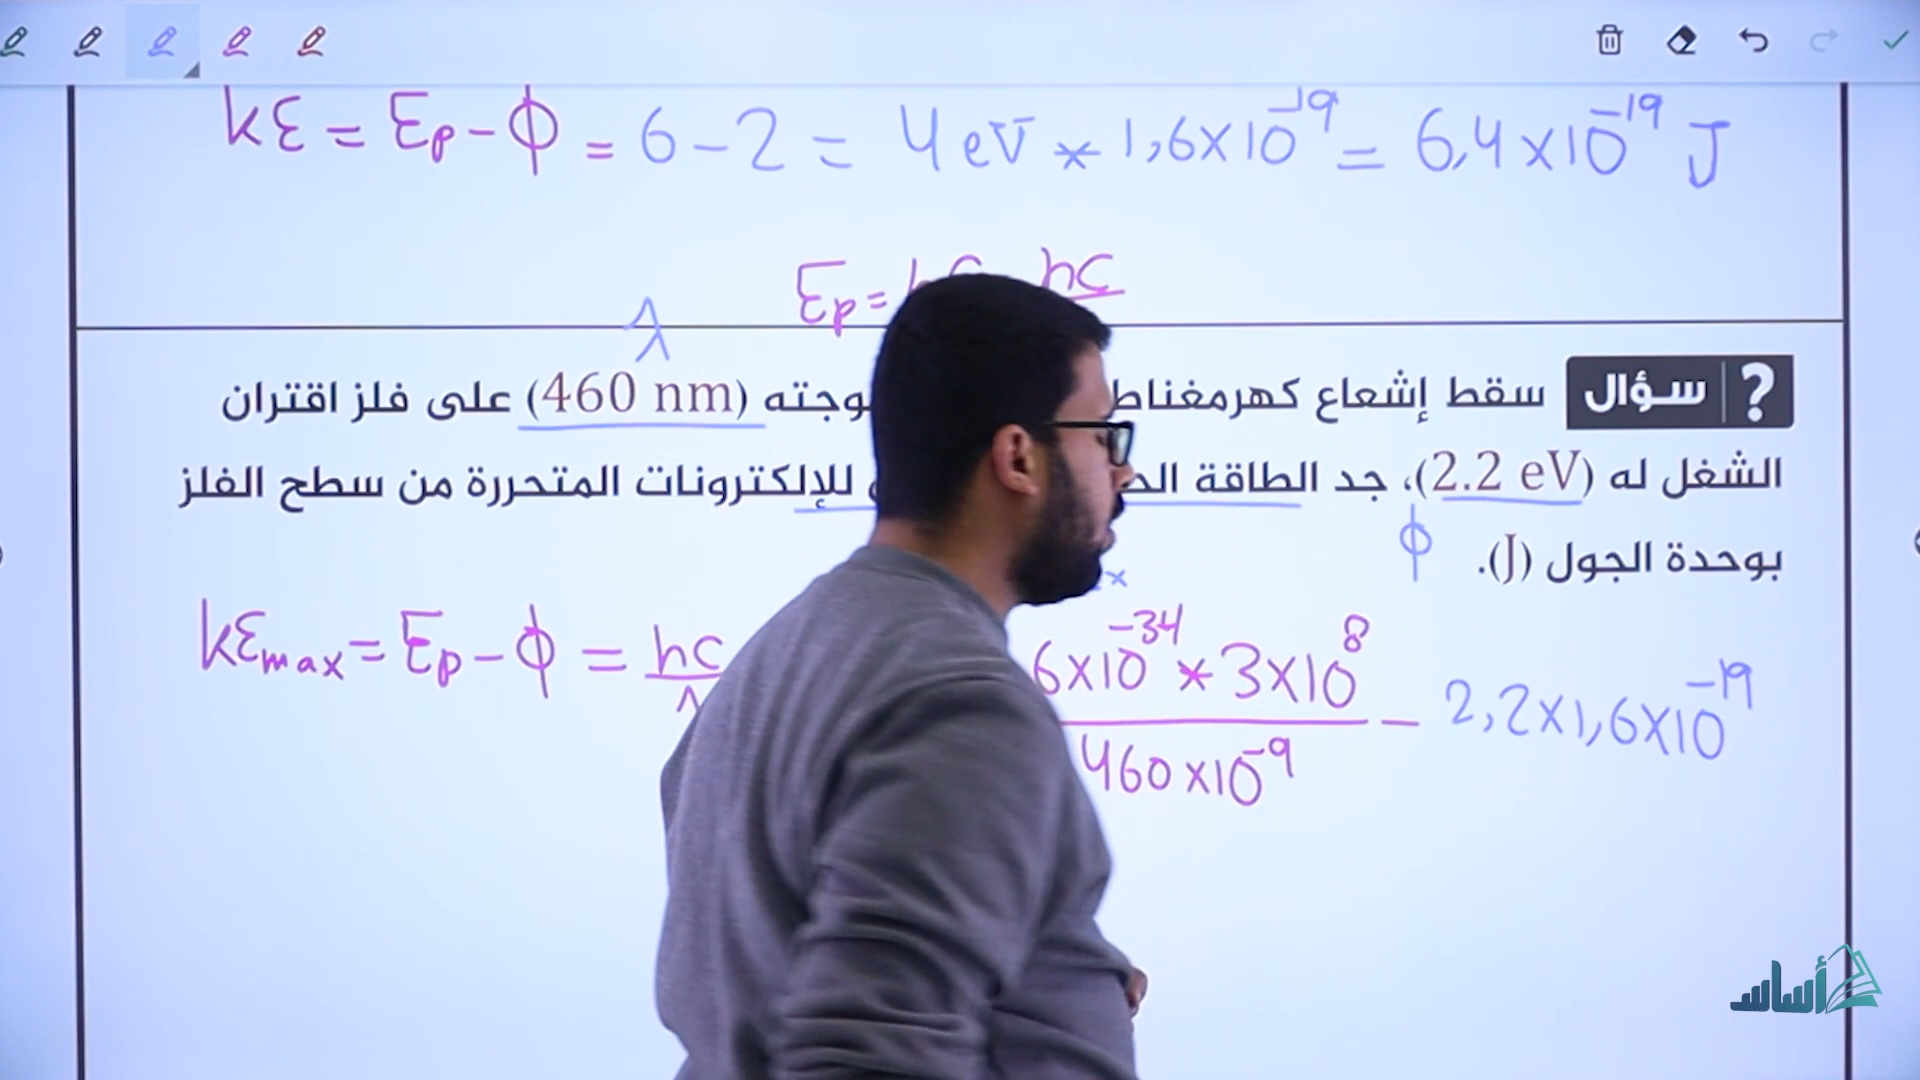 KE = Ep - ϕ = 6 - 2 = 4 eV * 1,6x10⁻¹⁹ = 6,4x10⁻¹⁹ J
Ep = hc
λ
؟ سؤال سقط إشعاع وجته (460 nm) على فلز اقتران
الشغل له (2.2 eV)، جد الطاقة للإلكترونات المتحررة من سطح الفلز
ϕ
بوحدة الجول (J).
KEmax = Ep - ϕ = hc/λ 6x10⁻³⁴ * 3x10⁸ / 460x10⁻⁹ - 2,2x1,6x10⁻¹⁹
أساس